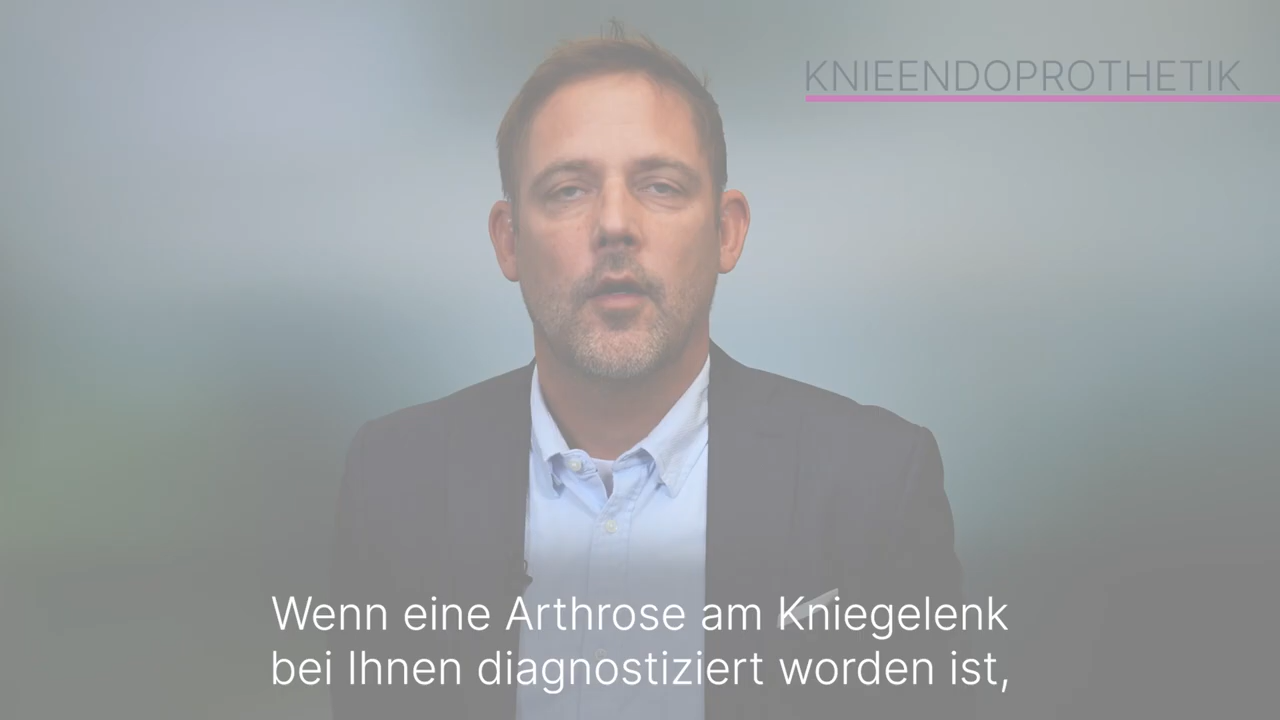 KNIEENDOPROTHETIK
Wenn eine Arthrose am Kniegelenk
bei Ihnen diagnostiziert worden ist,